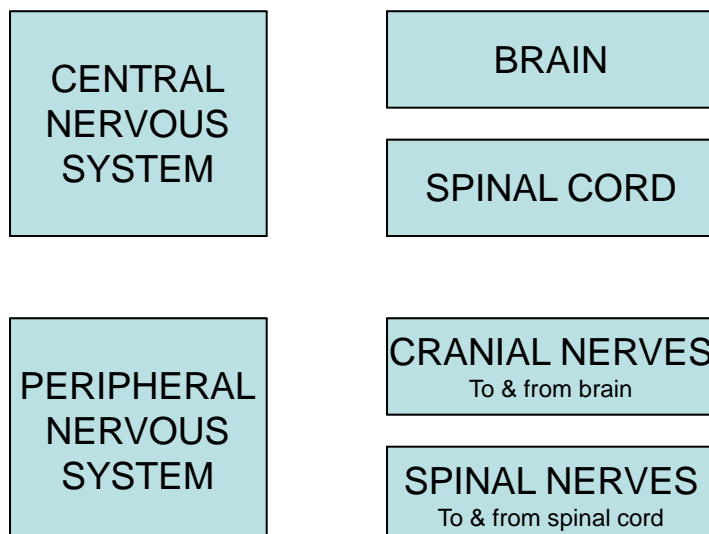 CENTRAL
NERVOUS
SYSTEM
BRAIN
SPINAL CORD
PERIPHERAL
NERVOUS
SYSTEM
CRANIAL NERVES
To & from brain
SPINAL NERVES
To & from spinal cord